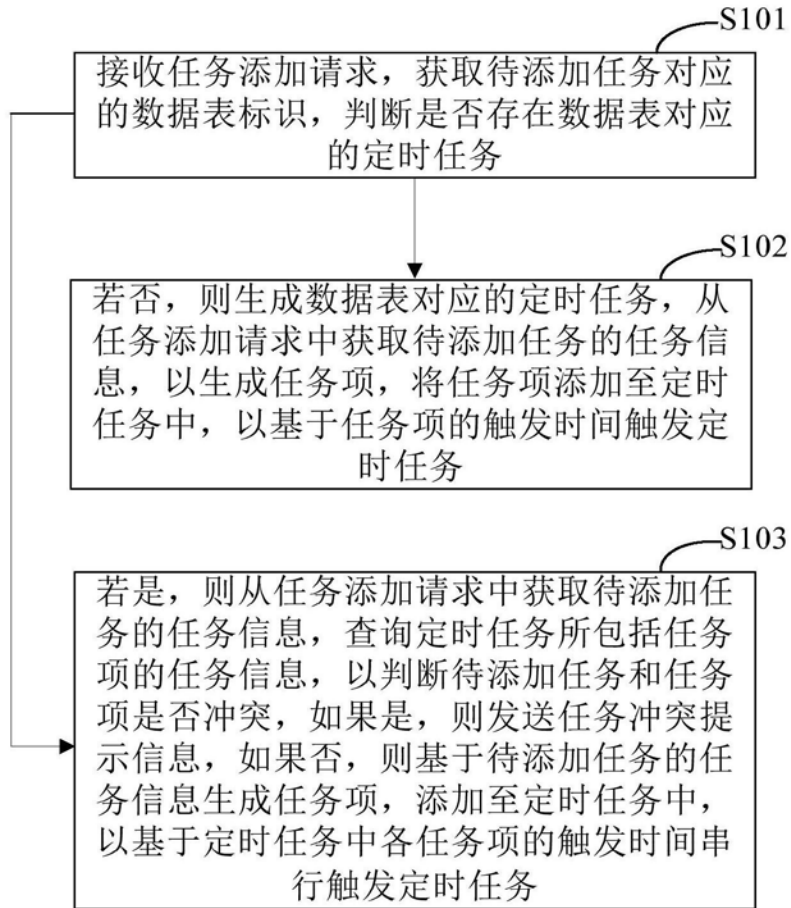 S101
接收任务添加请求，获取待添加任务对应
的数据表标识，判断是否存在数据表对应
的定时任务
S102
若否，则生成数据表对应的定时任务，从
任务添加请求中获取待添加任务的任务信
息，以生成任务项，将任务项添加至定时
任务中，以基于任务项的触发时间触发定
时任务
S103
若是，则从任务添加请求中获取待添加任
务的任务信息，查询定时任务所包括任务
项的任务信息，以判断待添加任务和任务
项是否冲突，如果是，则发送任务冲突提
示信息，如果否，则基于待添加任务的任
务信息生成任务项，添加至定时任务中，
以基于定时任务中各任务项的触发时间串
行触发定时任务